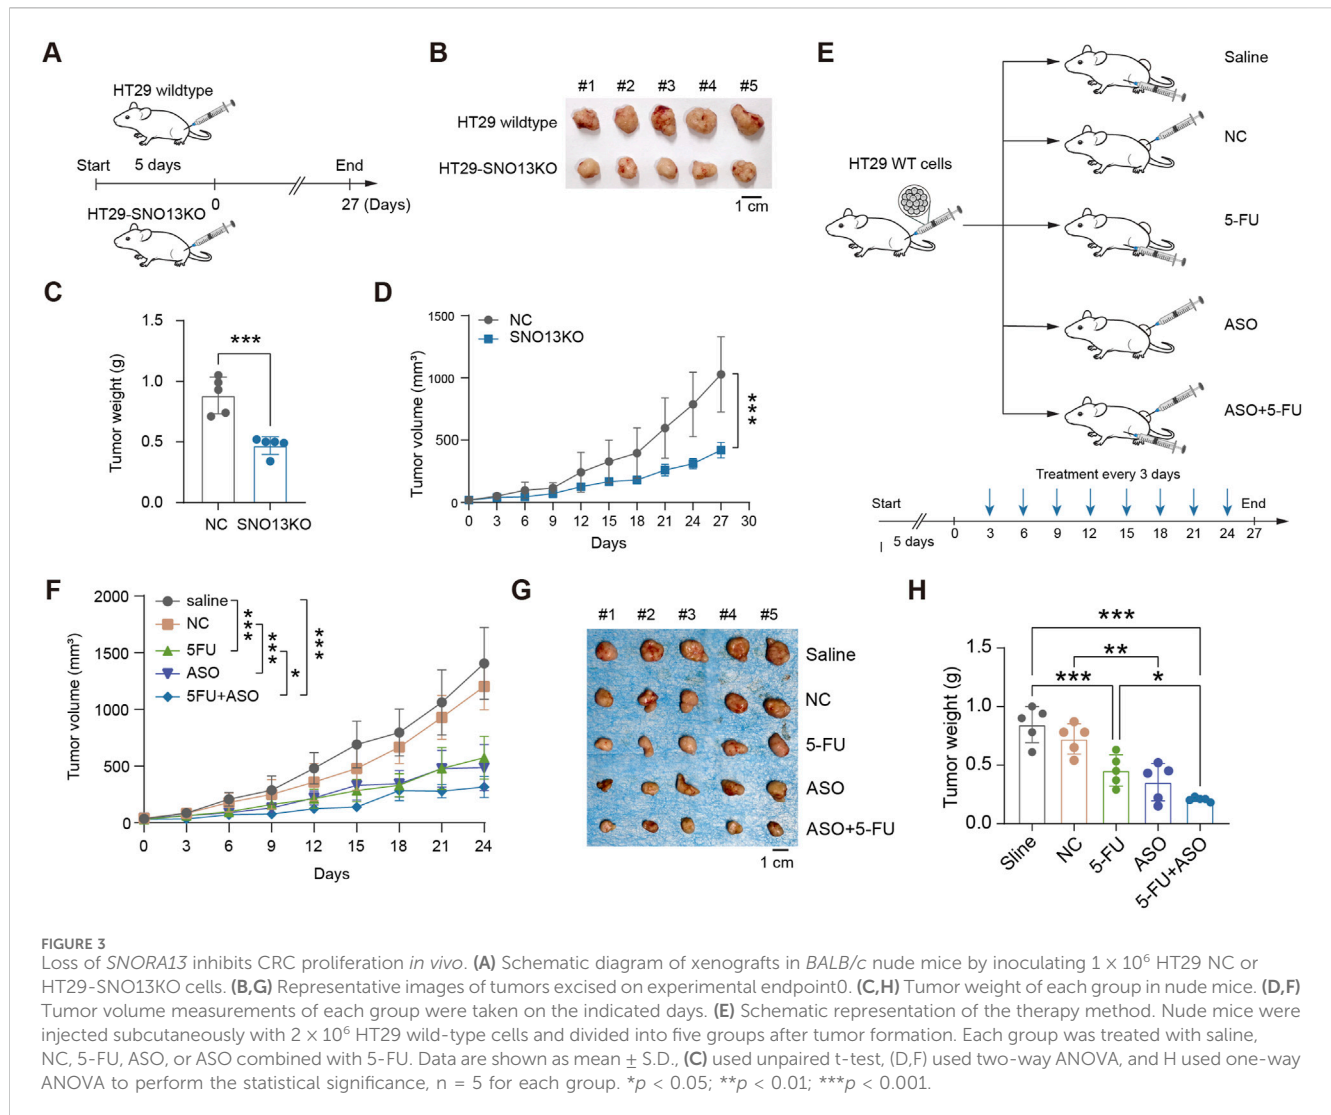 A
HT29 wildtype
Start
5 days
End
0
27 (Days)
HT29-SNO13KO
B
#1 #2 #3 #4 #5
HT29 wildtype
HT29-SNO13KO
1 cm
C
Tumor weight (g)
1.5
1.0
0.5
0.0
***
NC SNO13KO
D
Tumor volume (mm³)
1500
1000
500
0
NC
SNO13KO
***
0 3 6 9 12 15 18 21 24 27 30
Days
E
HT29 WT cells
Saline
NC
5-FU
ASO
ASO+5-FU
Treatment every 3 days
Start
End
5 days
0 3 6 9 12 15 18 21 24 27
F
Tumor volume (mm³)
2000
1500
1000
500
0
saline
NC
5FU
ASO
5FU+ASO
***
***
*
***
0 3 6 9 12 15 18 21 24
Days
G
#1 #2 #3 #4 #5
Saline
NC
5-FU
ASO
ASO+5-FU
1 cm
H
Tumor weight (g)
1.5
1.0
0.5
0.0
***
**
***
*
Sline
NC
5-FU
ASO
5-FU+ASO
FIGURE 3
Loss of SNORA13 inhibits CRC proliferation in vivo. (A) Schematic diagram of xenografts in BALB/c nude mice by inoculating 1 × 10⁶ HT29 NC or
HT29-SNO13KO cells. (B,G) Representative images of tumors excised on experimental endpoint0. (C,H) Tumor weight of each group in nude mice. (D,F)
Tumor volume measurements of each group were taken on the indicated days. (E) Schematic representation of the therapy method. Nude mice were
injected subcutaneously with 2 × 10⁶ HT29 wild-type cells and divided into five groups after tumor formation. Each group was treated with saline,
NC, 5-FU, ASO, or ASO combined with 5-FU. Data are shown as mean ± S.D., (C) used unpaired t-test, (D,F) used two-way ANOVA, and H used one-way
ANOVA to perform the statistical significance, n = 5 for each group. *p < 0.05; **p < 0.01; ***p < 0.001.